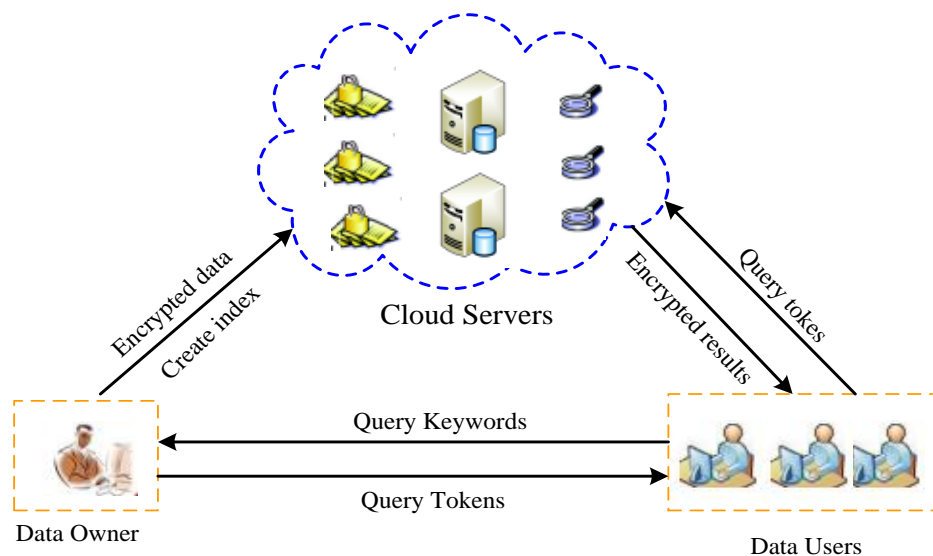 Cloud Servers
Encrypted data
Create index
Query tokes
Encrypted results
Query Keywords
Query Tokens
Data Owner
Data Users